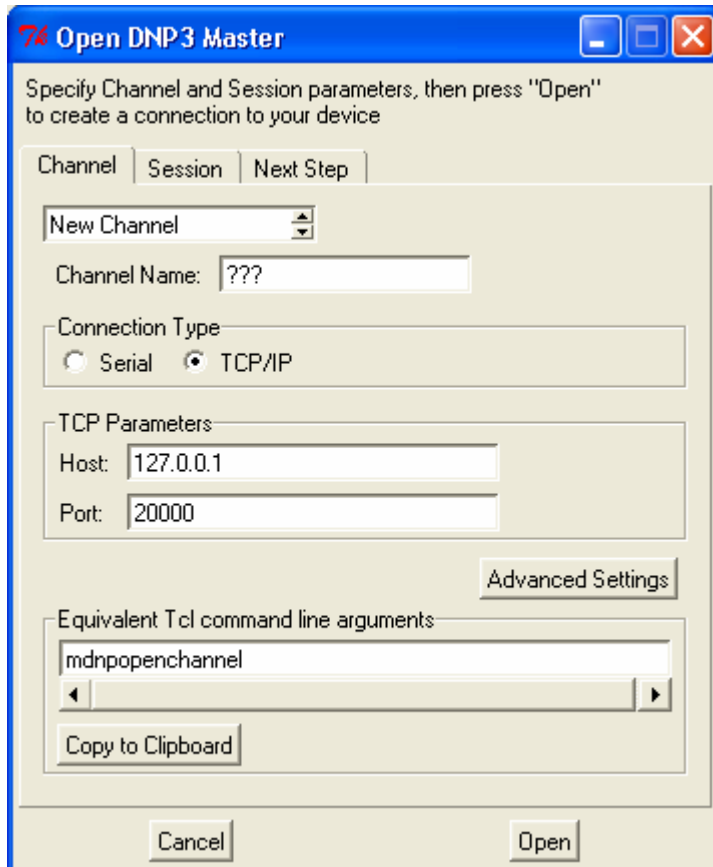 Open DNP3 Master
Specify Channel and Session parameters, then press "Open"
to create a connection to your device
Channel Session Next Step
New Channel
Channel Name: ???
Connection Type
Serial TCP/IP
TCP Parameters
Host: 127.0.0.1
Port: 20000
Advanced Settings
Equivalent Tcl command line arguments
mdnpopenchannel
Copy to Clipboard
Cancel Open